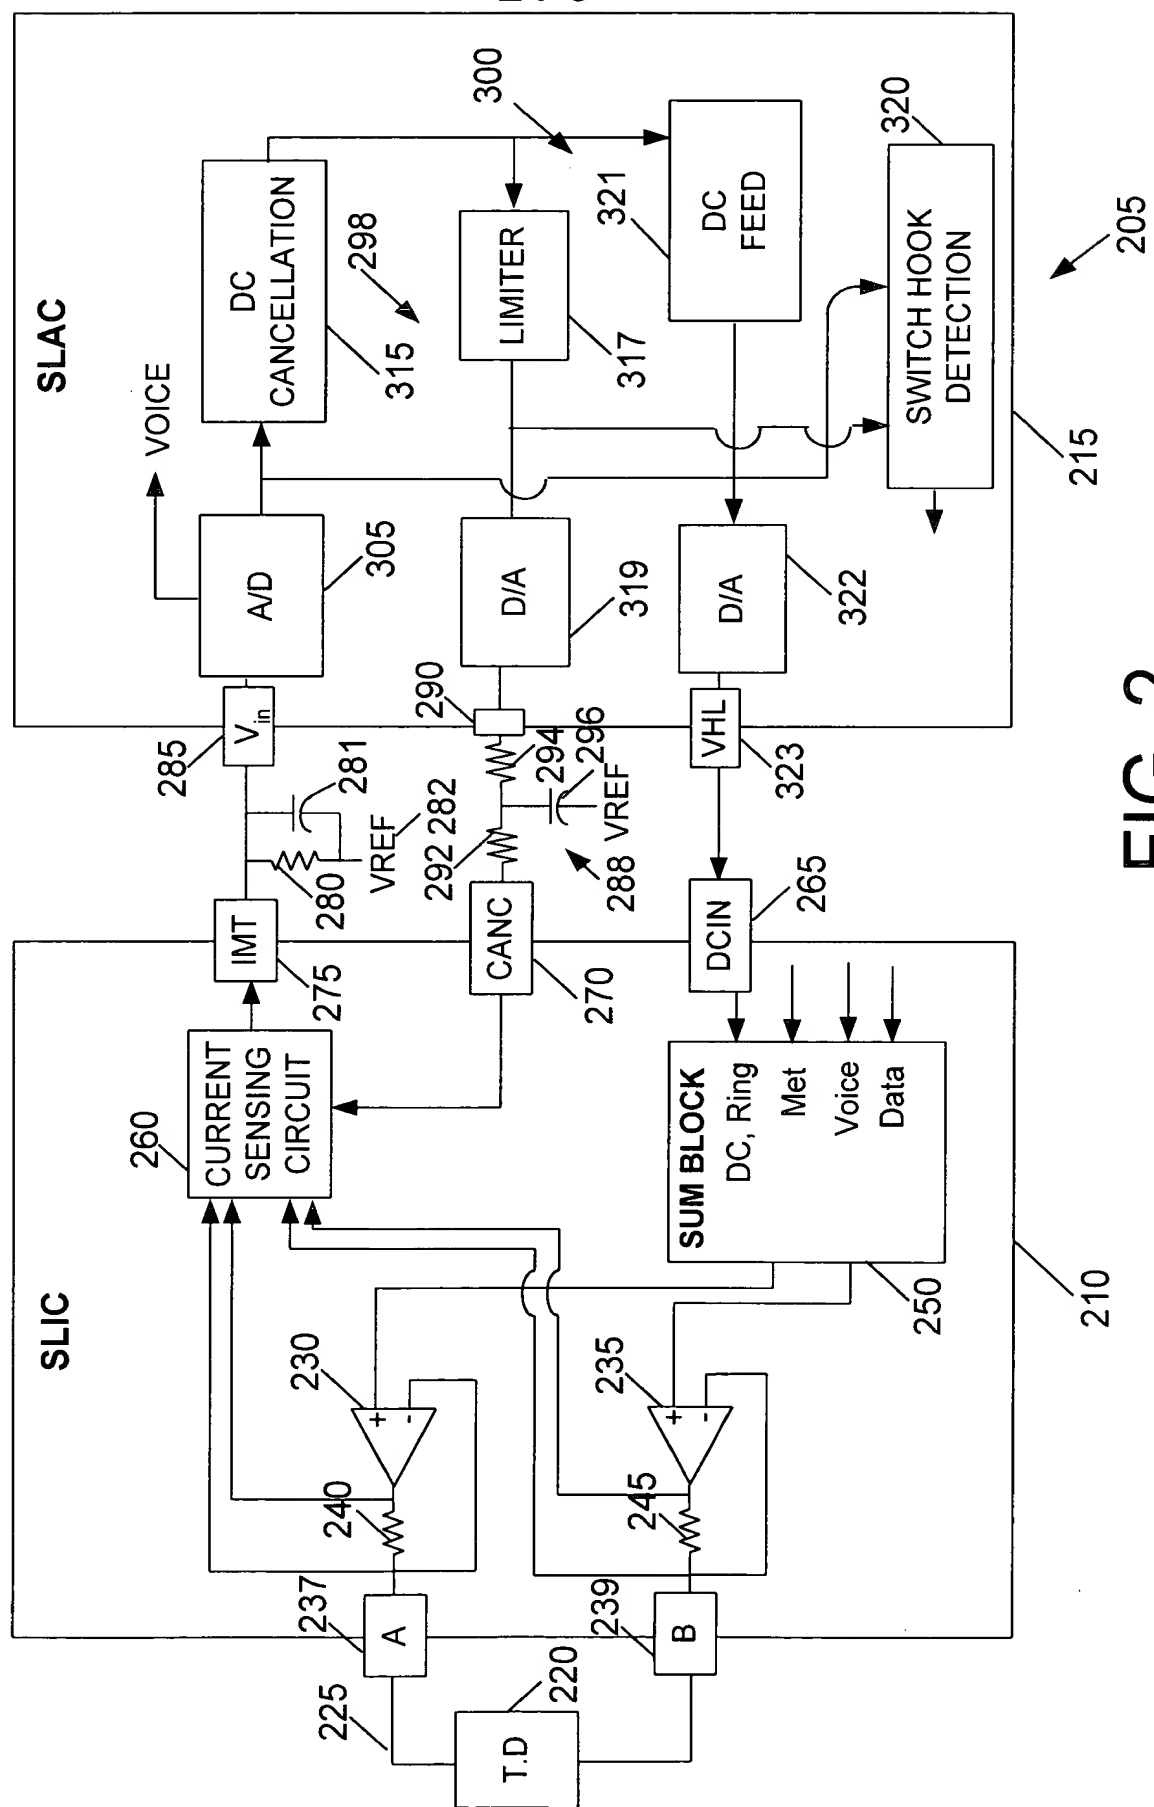 SLIC
SLAC
T.D
220
225
A
237
B
239
240
245
+
-
230
+
-
235
CURRENT
SENSING
CIRCUIT
260
SUM BLOCK
DC, Ring
Met
Voice
Data
250
210
IMT
275
CANC
270
DCIN
265
280
281
VREF
282
292
294
296
VREF
288
Vin
285
290
VHL
323
A/D
305
VOICE
D/A
319
D/A
322
DC
CANCELLATION
315
298
LIMITER
317
300
DC
FEED
321
SWITCH HOOK
DETECTION
320
215
205
FIG. 2